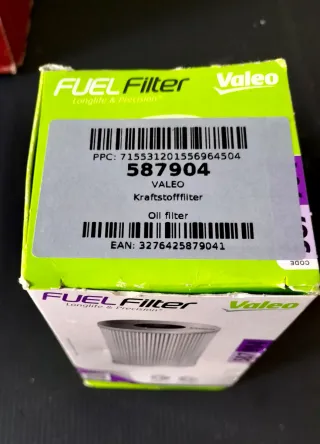 FUEL Filter
Valeo
Longlife & Precision
PPC: 715531201556964504
587904
VALEO
Kraftstofffilter
Oil filter
EAN: 3276425879041
3000
FUEL Filter
Valeo
Longlife & Precision